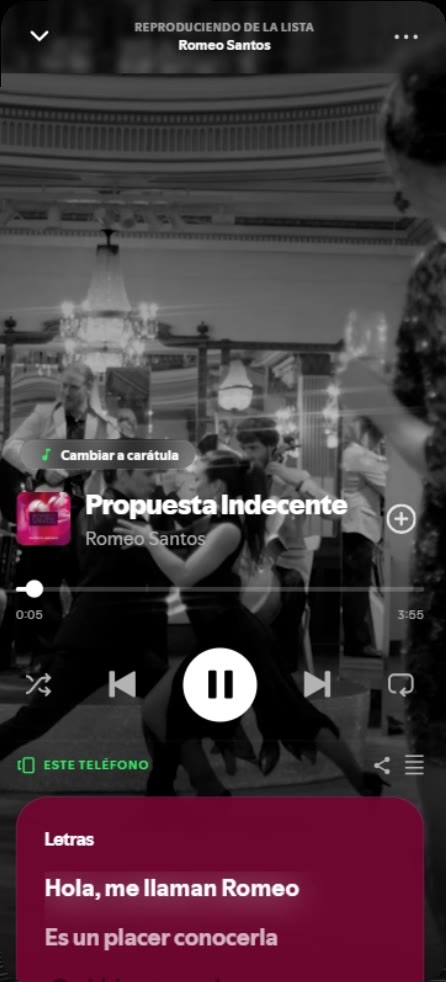 REPRODUCIENDO DE LA LISTA
Romeo Santos
Cambiar a carátula
Propuesta Indecente
Romeo Santos
0:05
3:55
ESTE TELÉFONO
Letras
Hola, me llaman Romeo
Es un placer conocerla